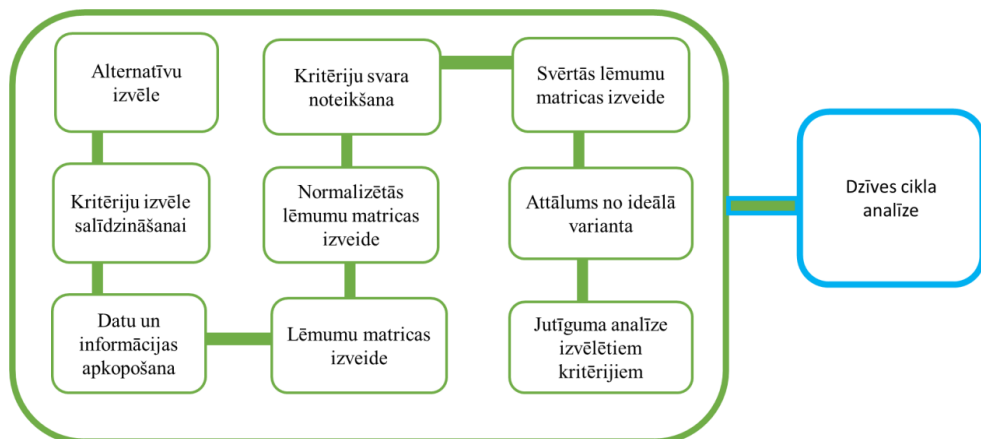 Alternatīvu
izvēle
Kritēriju izvēle
salīdzināšanai
Datu un
informācijas
apkopošana
Lēmumu matricas
izveide
Normalizētās
lēmumu matricas
izveide
Kritēriju svara
noteikšana
Svērtās lēmumu
matricas izveide
Attālums no ideālā
varianta
Jutīguma analīze
izvēlētiem
kritērijiem
Dzīves cikla
analīze